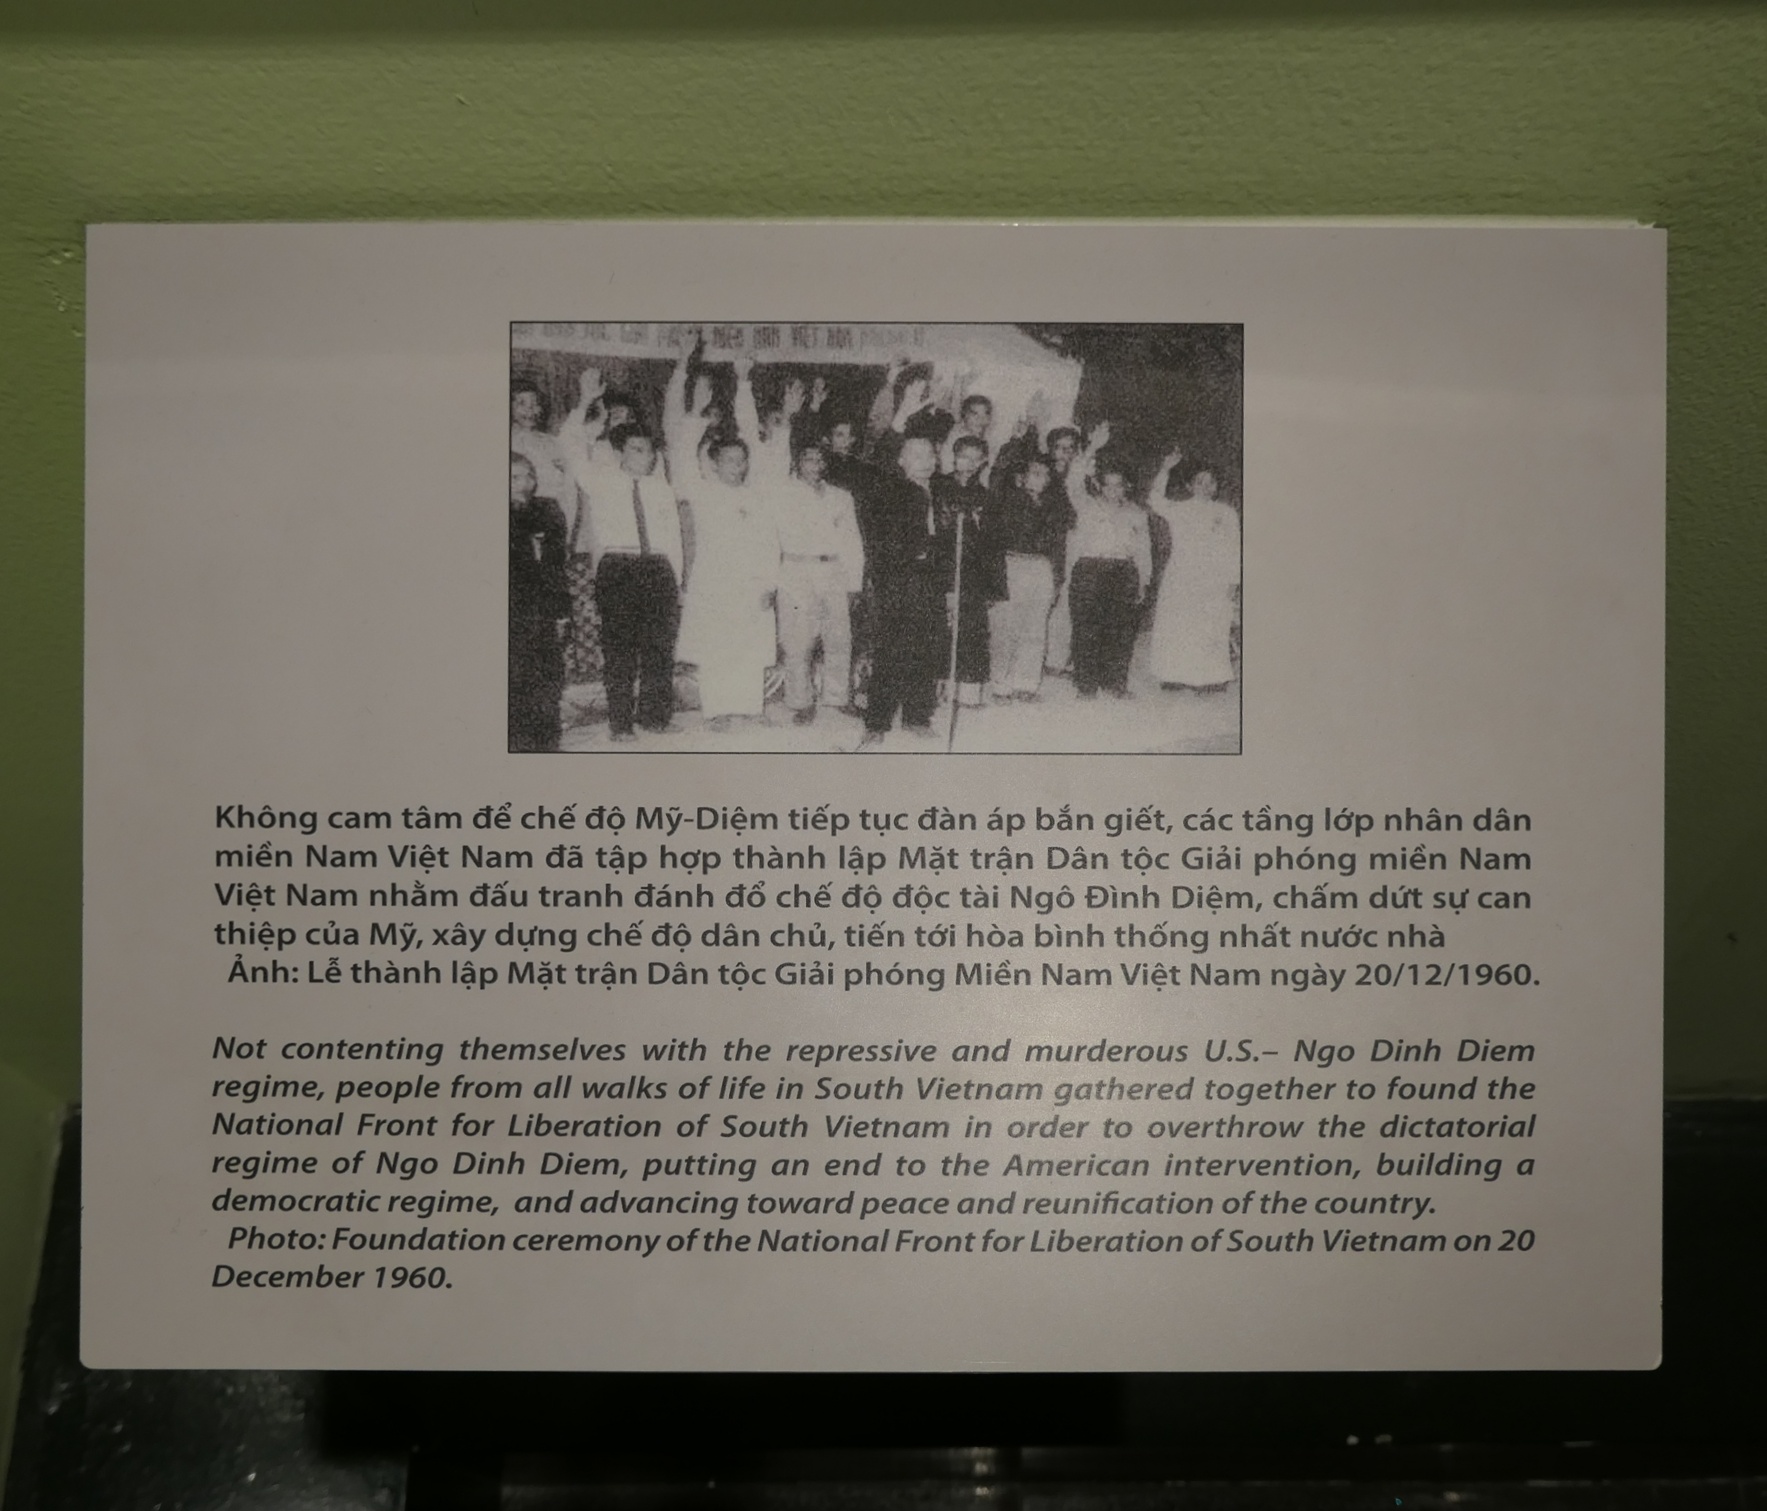 VIỆT
Không cam tâm để chế độ Mỹ-Diệm tiếp tục đàn áp bắn giết, các tầng lớp nhân dân
miền Nam Việt Nam đã tập hợp thành lập Mặt trận Dân tộc Giải phóng miền Nam
Việt Nam nhằm đấu tranh đánh đổ chế độ độc tài Ngô Đình Diệm, chấm dứt sự can
thiệp của Mỹ, xây dựng chế độ dân chủ, tiến tới hòa bình thống nhất nước nhà
Ảnh: Lễ thành lập Mặt trận Dân tộc Giải phóng Miền Nam Việt Nam ngày 20/12/1960.
Not contenting themselves with the repressive and murderous U.S.– Ngo Dinh Diem
regime, people from all walks of life in South Vietnam gathered together to found the
National Front for Liberation of South Vietnam in order to overthrow the dictatorial
regime of Ngo Dinh Diem, putting an end to the American intervention, building a
democratic regime, and advancing toward peace and reunification of the country.
Photo: Foundation ceremony of the National Front for Liberation of South Vietnam on 20
December 1960.